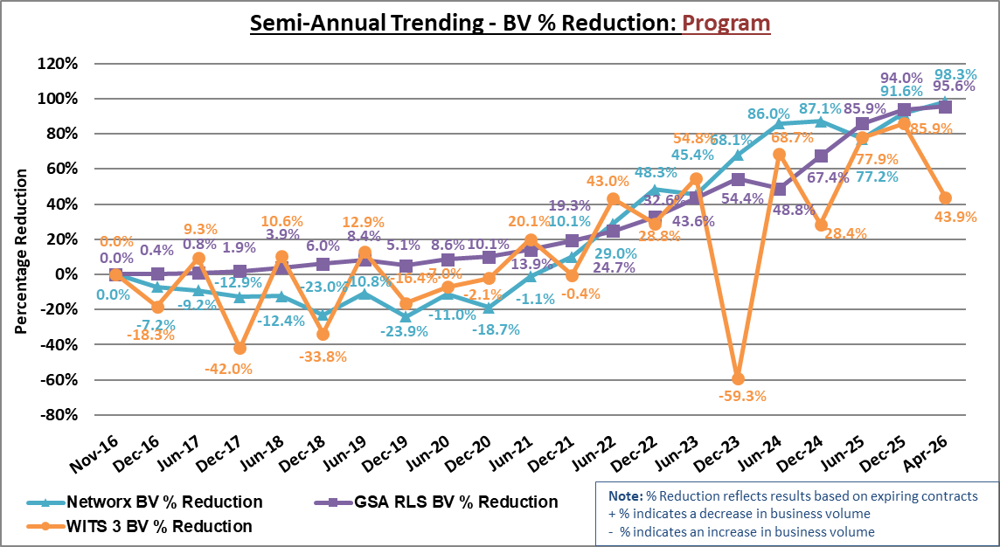 Semi-Annual Trending - BV % Reduction: Program
Percentage Reduction
120%
100%
80%
60%
40%
20%
0%
-20%
-40%
-60%
-80%
0.0%
0.0%
0.0%
0.4%
-7.2%
-18.3%
9.3%
0.8%
-9.2%
1.9%
-12.9%
-42.0%
10.6%
3.9%
-12.4%
6.0%
-23.0%
-33.8%
12.9%
8.4%
-10.8%
5.1%
-16.4%
-23.9%
8.6%
-7.0%
-11.0%
10.1%
-2.1%
-18.7%
20.1%
13.9%
-1.1%
19.3%
10.1%
-0.4%
43.0%
29.0%
24.7%
48.3%
32.6%
28.8%
54.8%
45.4%
43.6%
68.1%
54.4%
-59.3%
86.0%
68.7%
48.8%
87.1%
67.4%
28.4%
85.9%
77.9%
77.2%
94.0%
91.6%
85.9%
98.3%
95.6%
43.9%
Nov-16
Dec-16
Jun-17
Dec-17
Jun-18
Dec-18
Jun-19
Dec-19
Jun-20
Dec-20
Jun-21
Dec-21
Jun-22
Dec-22
Jun-23
Dec-23
Jun-24
Dec-24
Jun-25
Dec-25
Apr-26
Networx BV % Reduction
GSA RLS BV % Reduction
WITS 3 BV % Reduction
Note: % Reduction reflects results based on expiring contracts
+ % indicates a decrease in business volume
- % indicates an increase in business volume